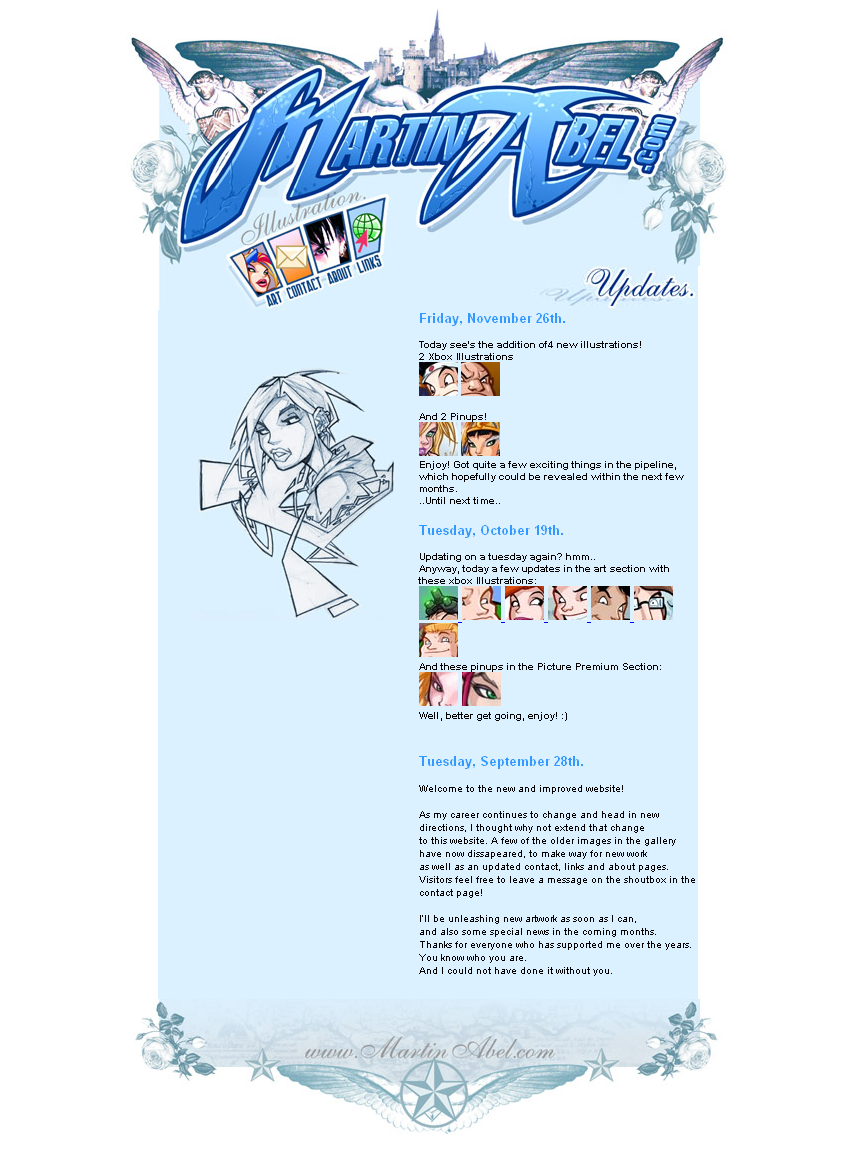 MARTIN ABEL .com
Illustration.
ART CONTACT ABOUT LINKS
Updates.
Friday, November 26th.
Today see's the addition of4 new illustrations!
2 Xbox Illustrations
And 2 Pinups!
Enjoy! Got quite a few exciting things in the pipeline,
which hopefully could be revealed within the next few
months.
..Until next time..
Tuesday, October 19th.
Updating on a tuesday again? hmm..
Anyway, today a few updates in the art section with
these xbox Illustrations:
And these pinups in the Picture Premium Section:
Well, better get going, enjoy! :)
Tuesday, September 28th.
Welcome to the new and improved website!
As my career continues to change and head in new
directions, I thought why not extend that change
to this website. A few of the older images in the gallery
have now dissapeared, to make way for new work
as well as an updated contact, links and about pages.
Visitors feel free to leave a message on the shoutbox in the
contact page!
I'll be unleashing new artwork as soon as I can,
and also some special news in the coming months.
Thanks for everyone who has supported me over the years.
You know who you are.
And I could not have done it without you.
www.MartinAbel.com